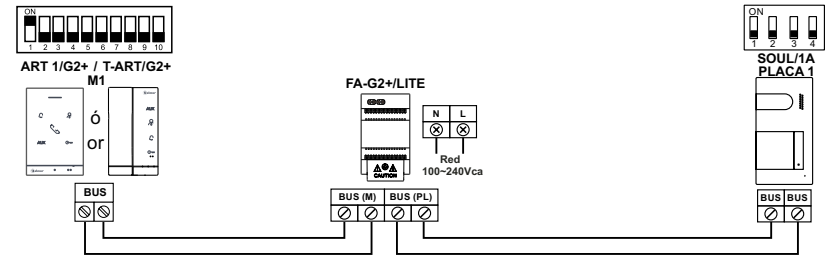 ON
1 2 3 4 5 6 7 8 9 10
ART 1/G2+ / T-ART/G2+
M1
ó
or
AUX
AUX
FA-G2+/LITE
CAUTION
N L
Red
100~240Vca
ON
1 2 3 4
SOUL/1A
PLACA 1
BUS
BUS (M) BUS (PL)
BUS BUS